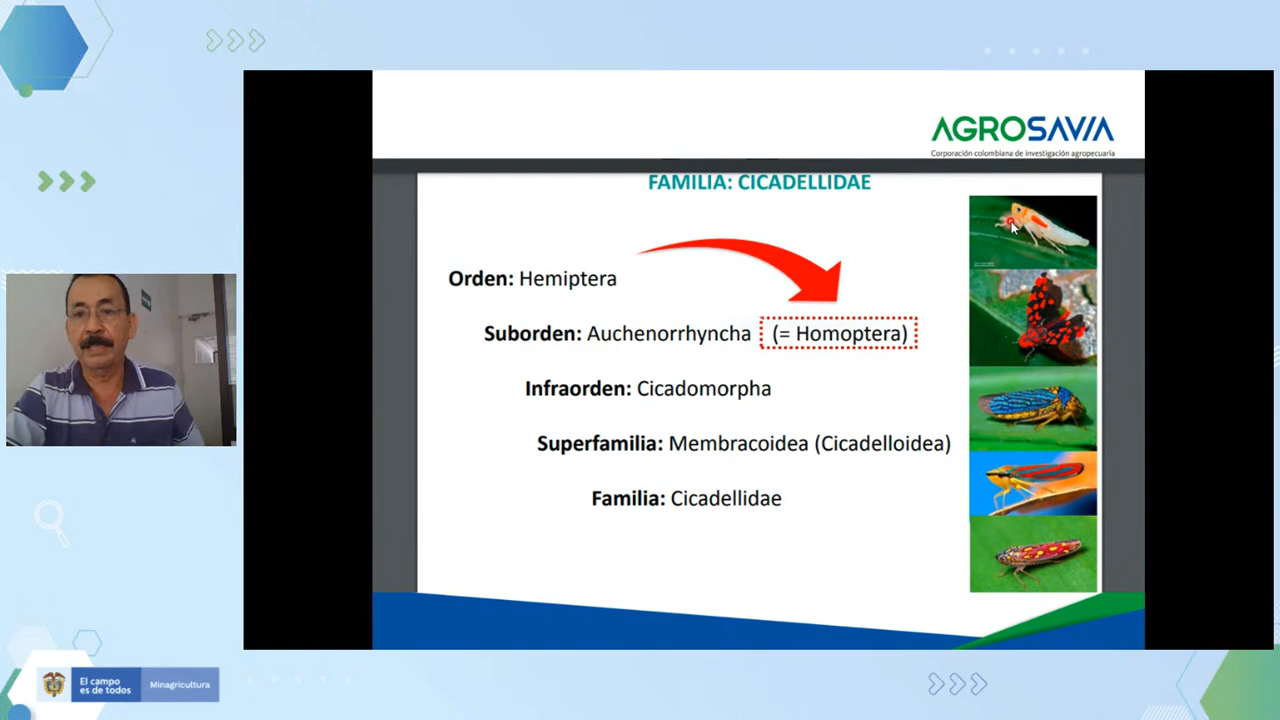 AGROSAVIA
Corporación colombiana de investigación agropecuaria
FAMILIA: CICADELLIDAE
Orden: Hemiptera
Suborden: Auchenorrhyncha (= Homoptera)
Infraorden: Cicadomorpha
Superfamilia: Membracoidea (Cicadelloidea)
Familia: Cicadellidae
El campo
es de todos
Minagricultura